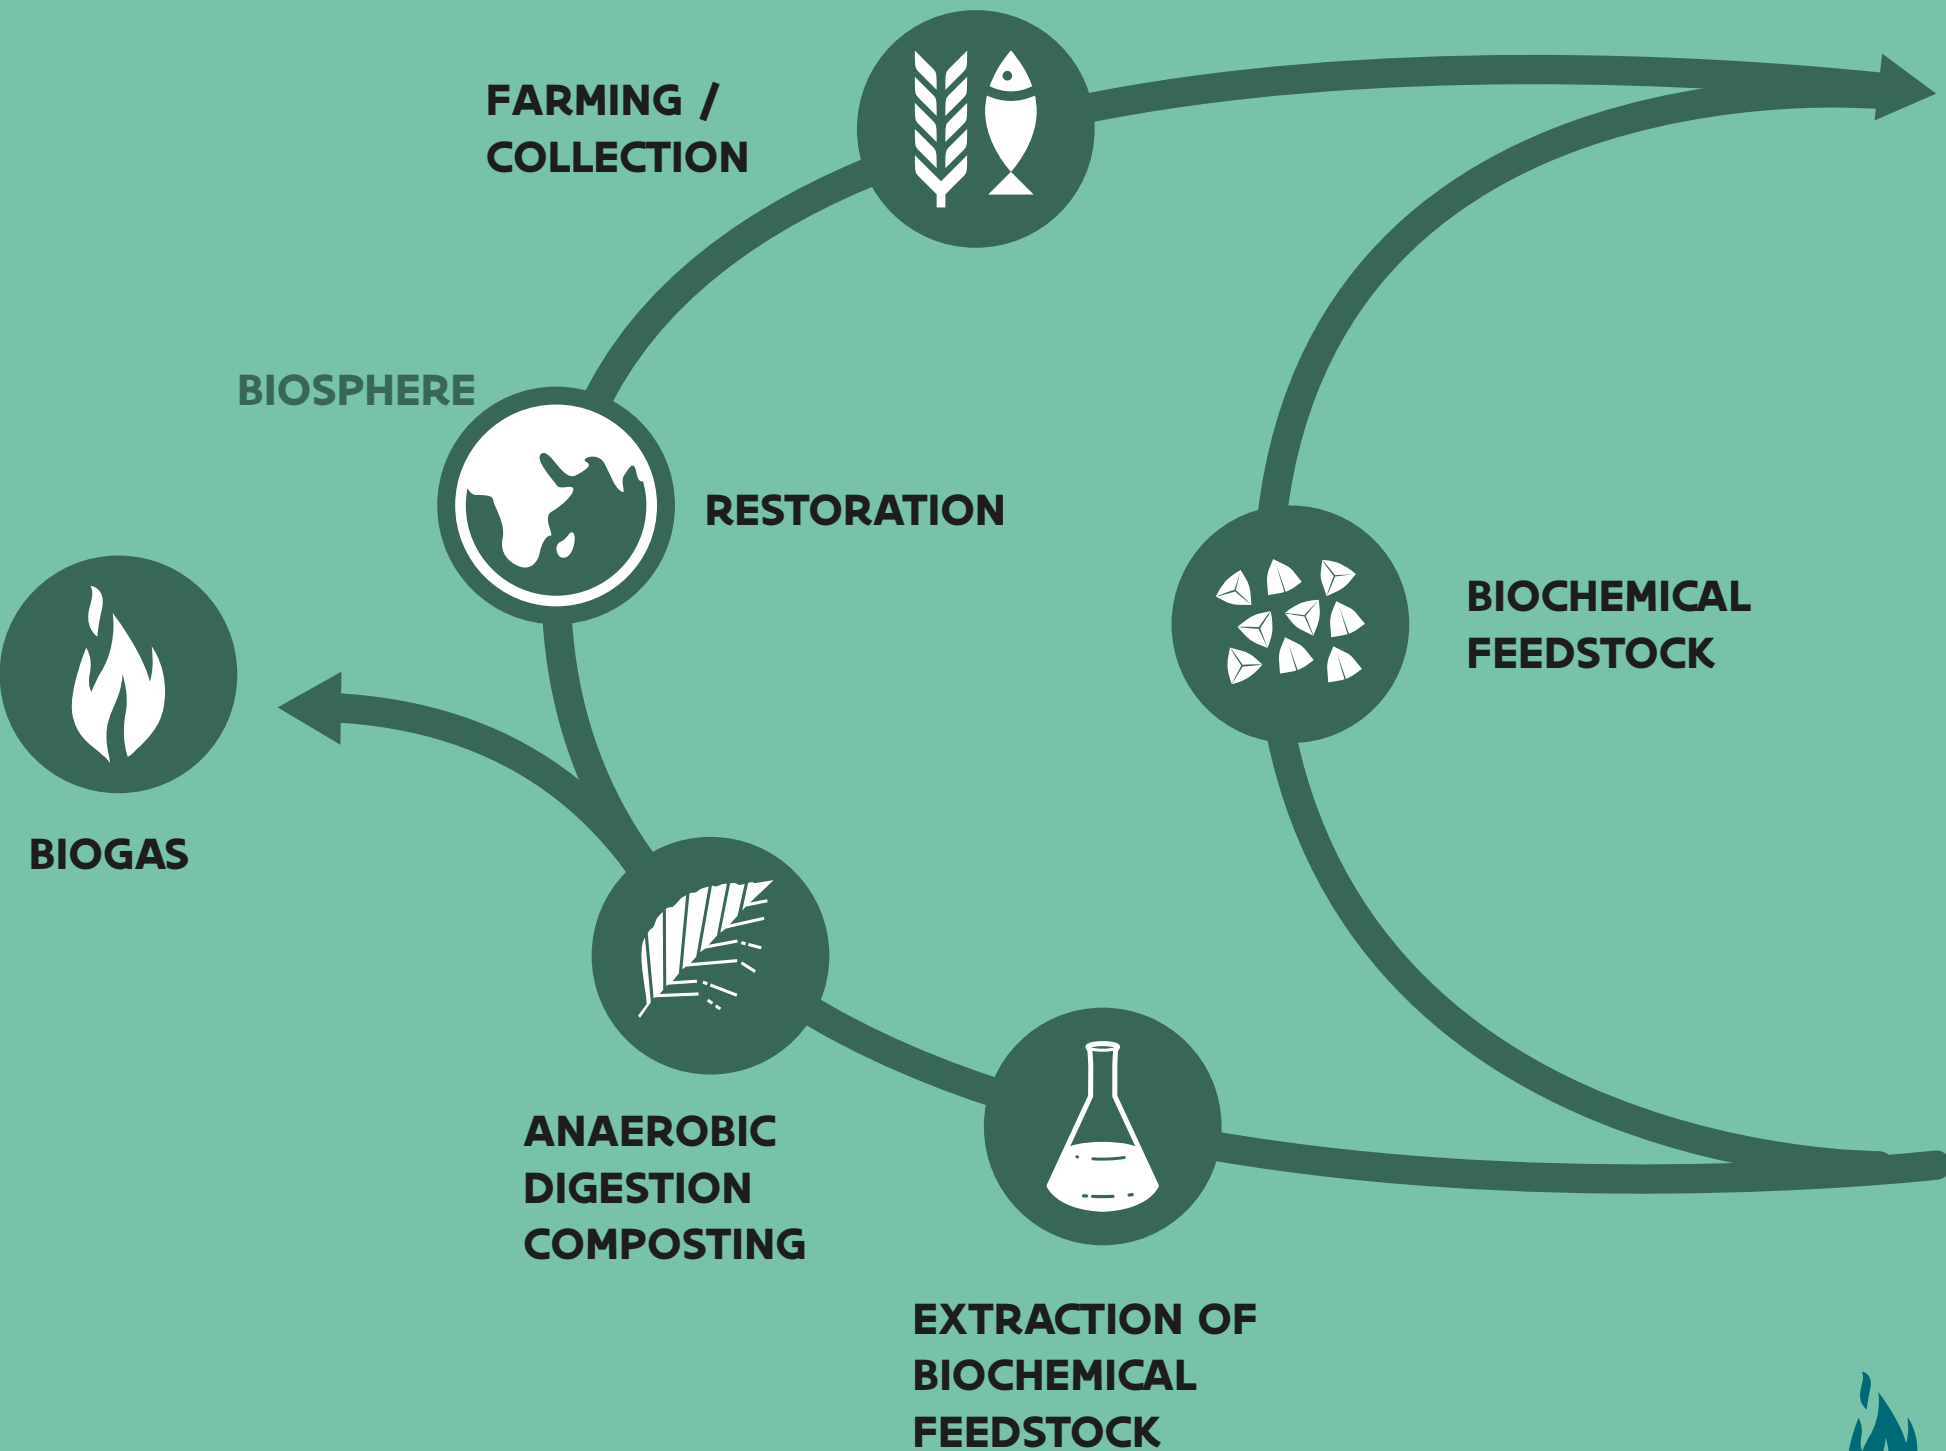 FARMING /
COLLECTION
BIOSPHERE
RESTORATION
BIOCHEMICAL
FEEDSTOCK
BIOGAS
ANAEROBIC
DIGESTION
COMPOSTING
EXTRACTION OF
BIOCHEMICAL
FEEDSTOCK